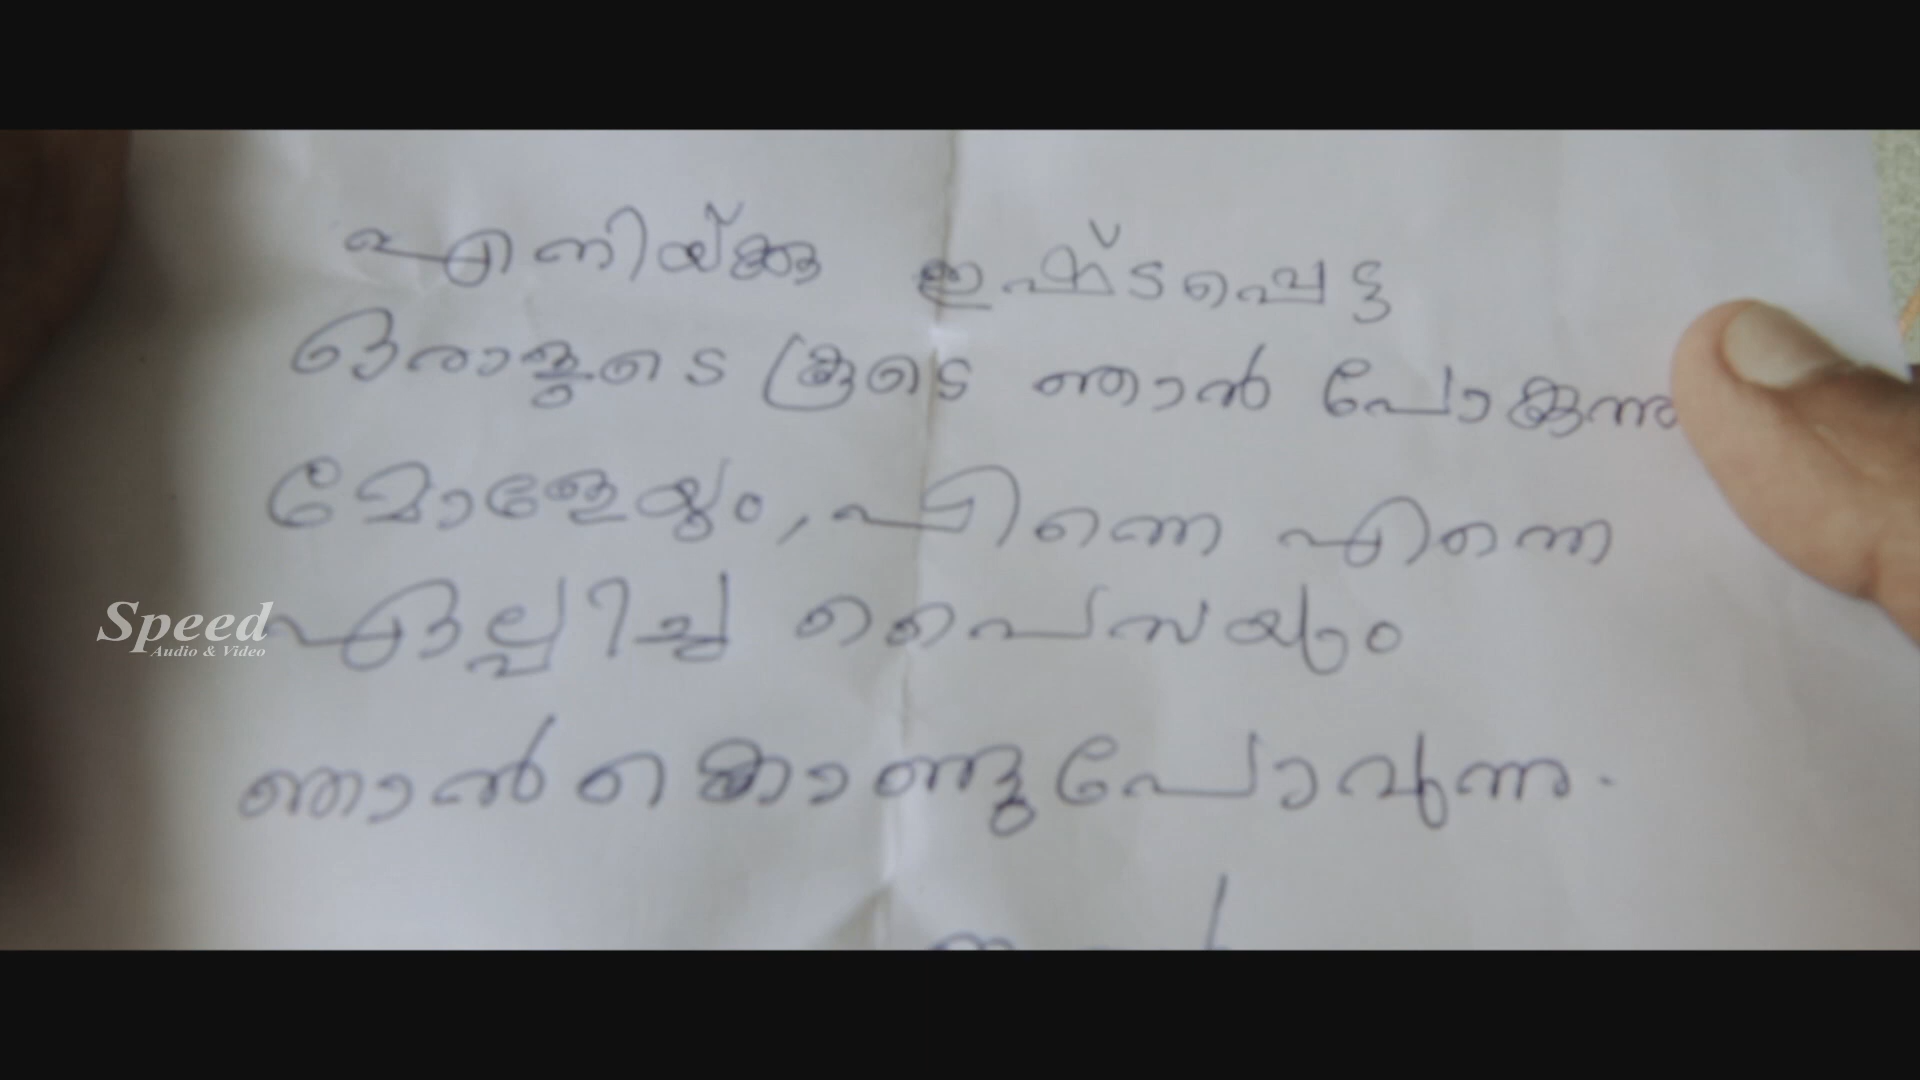 എനിയ്ക്കു ഇഷ്ടപ്പെട്ട
ഒരാളുടെ കൂടെ ഞാൻ പോകുന്നു
മോളേയും, പിന്നെ എന്നെ
ഏല്പിച്ച പൈസയും
Speed
Audio & Video
ഞാൻ കൊണ്ടുപോവുന്നു.